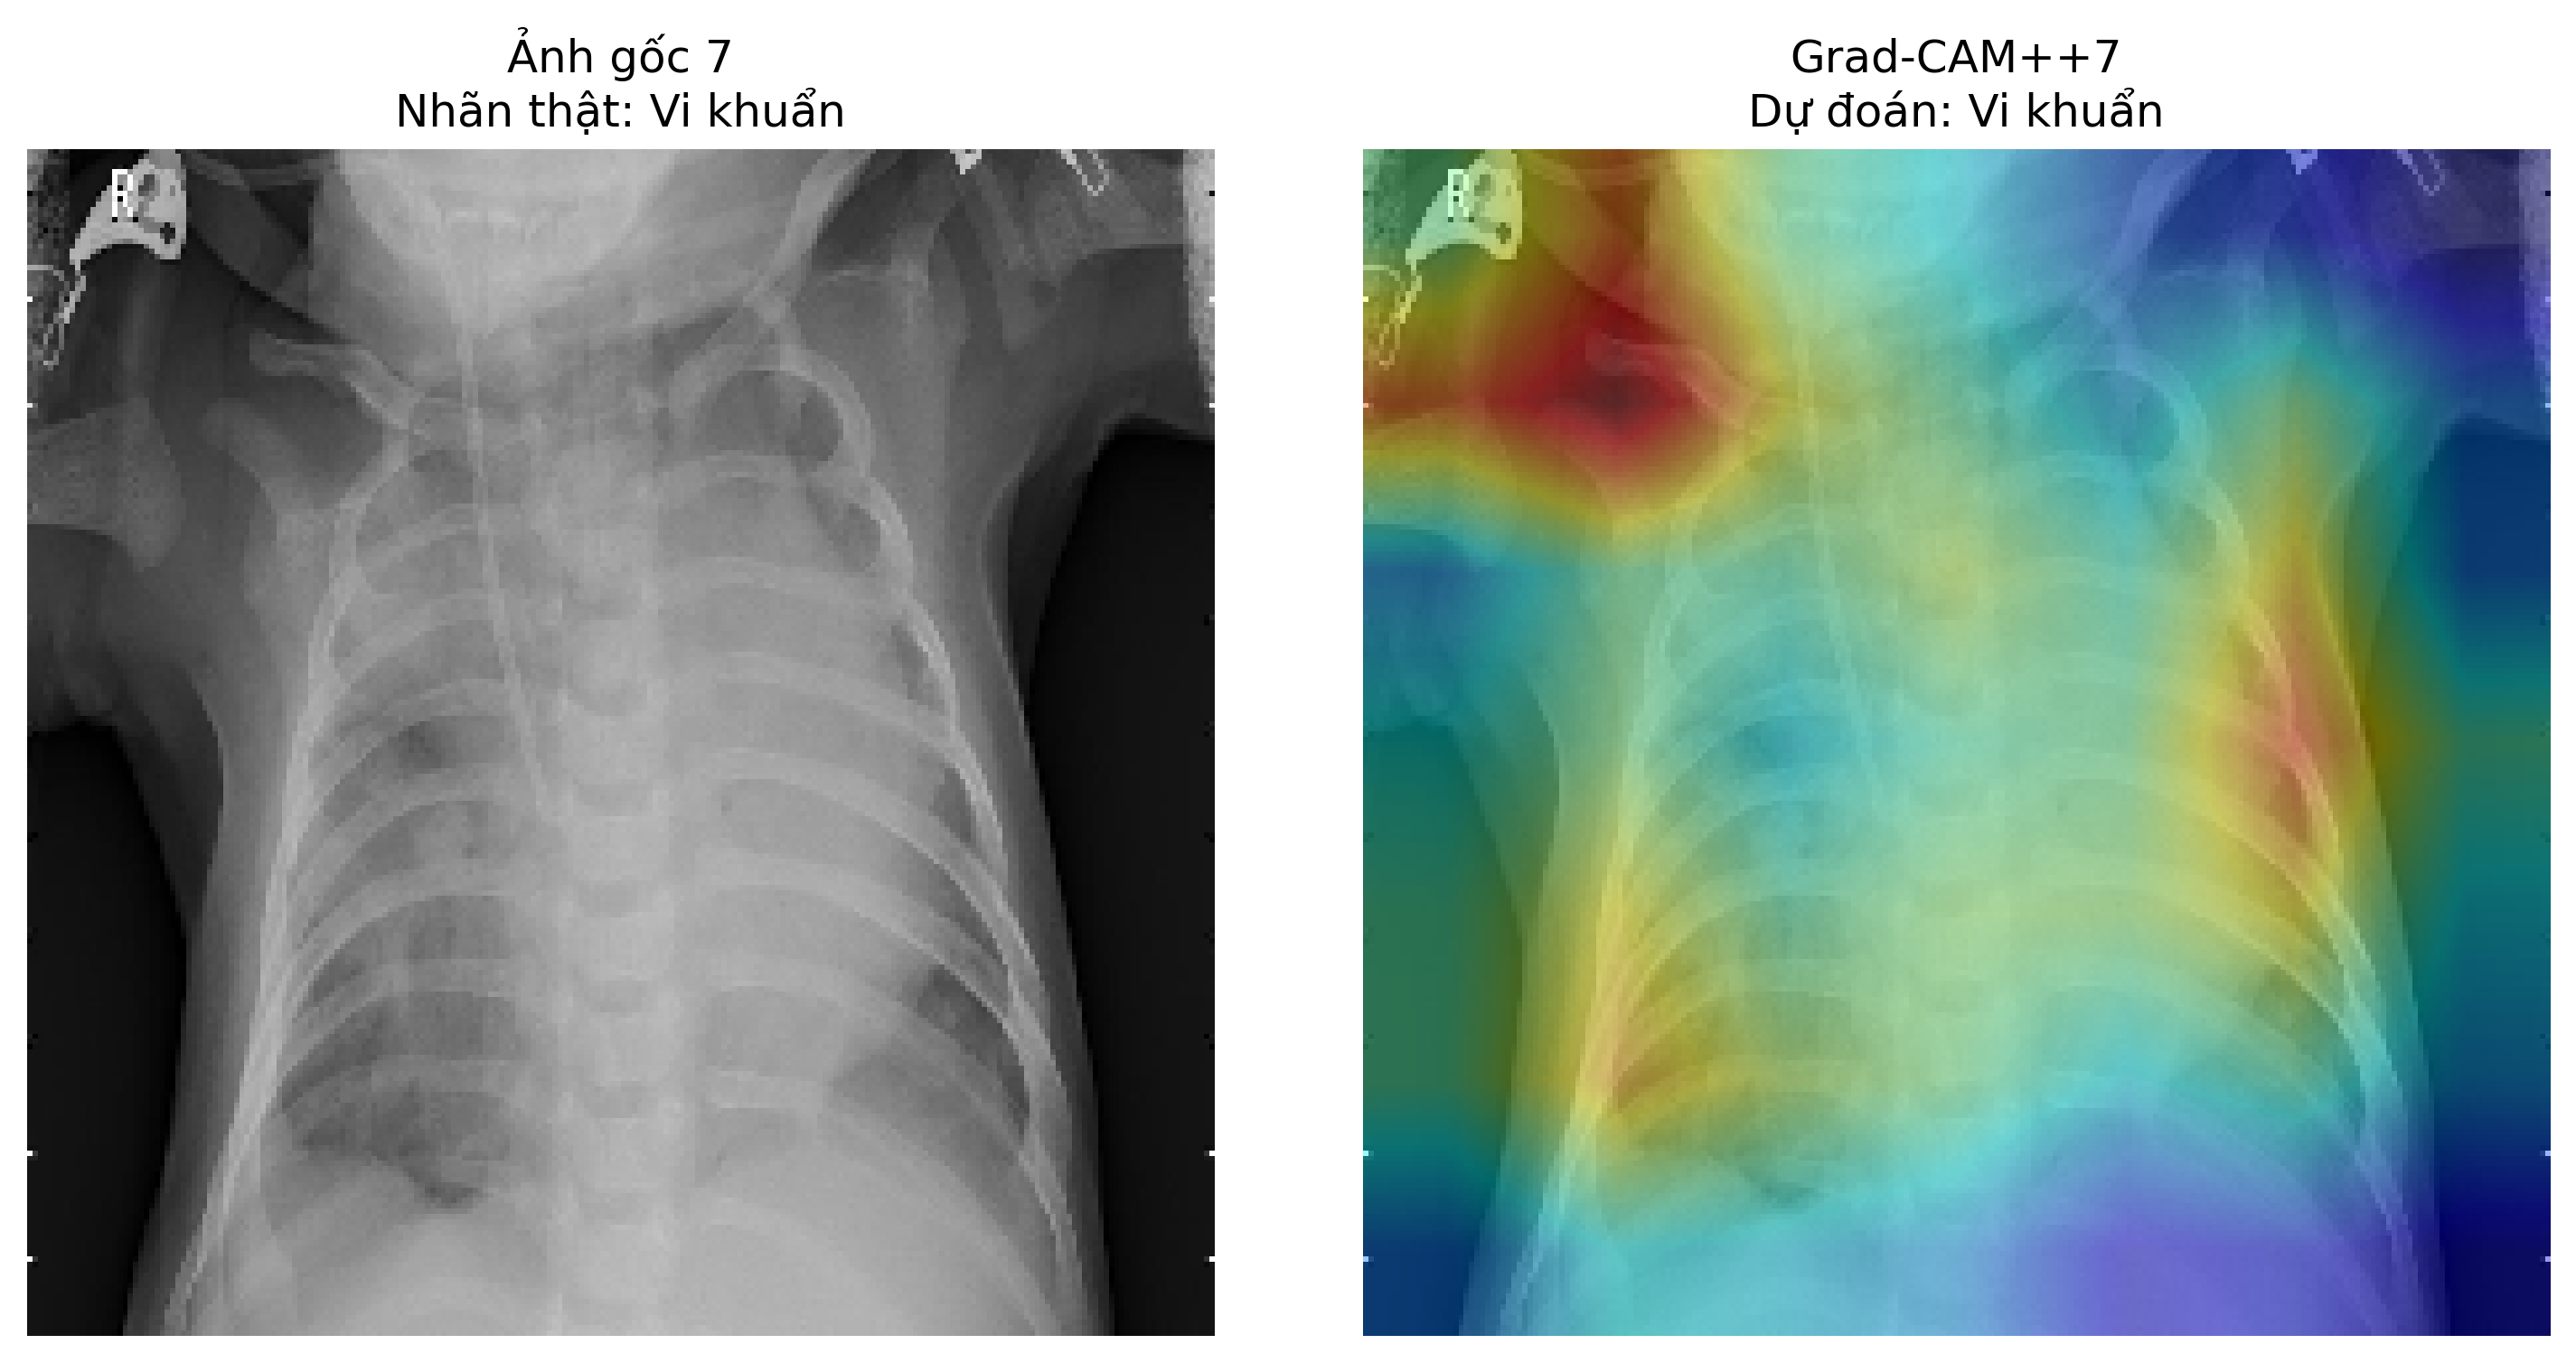 Ảnh gốc 7
Nhãn thật: Vi khuẩn
Grad-CAM++7
Dự đoán: Vi khuẩn
R
R